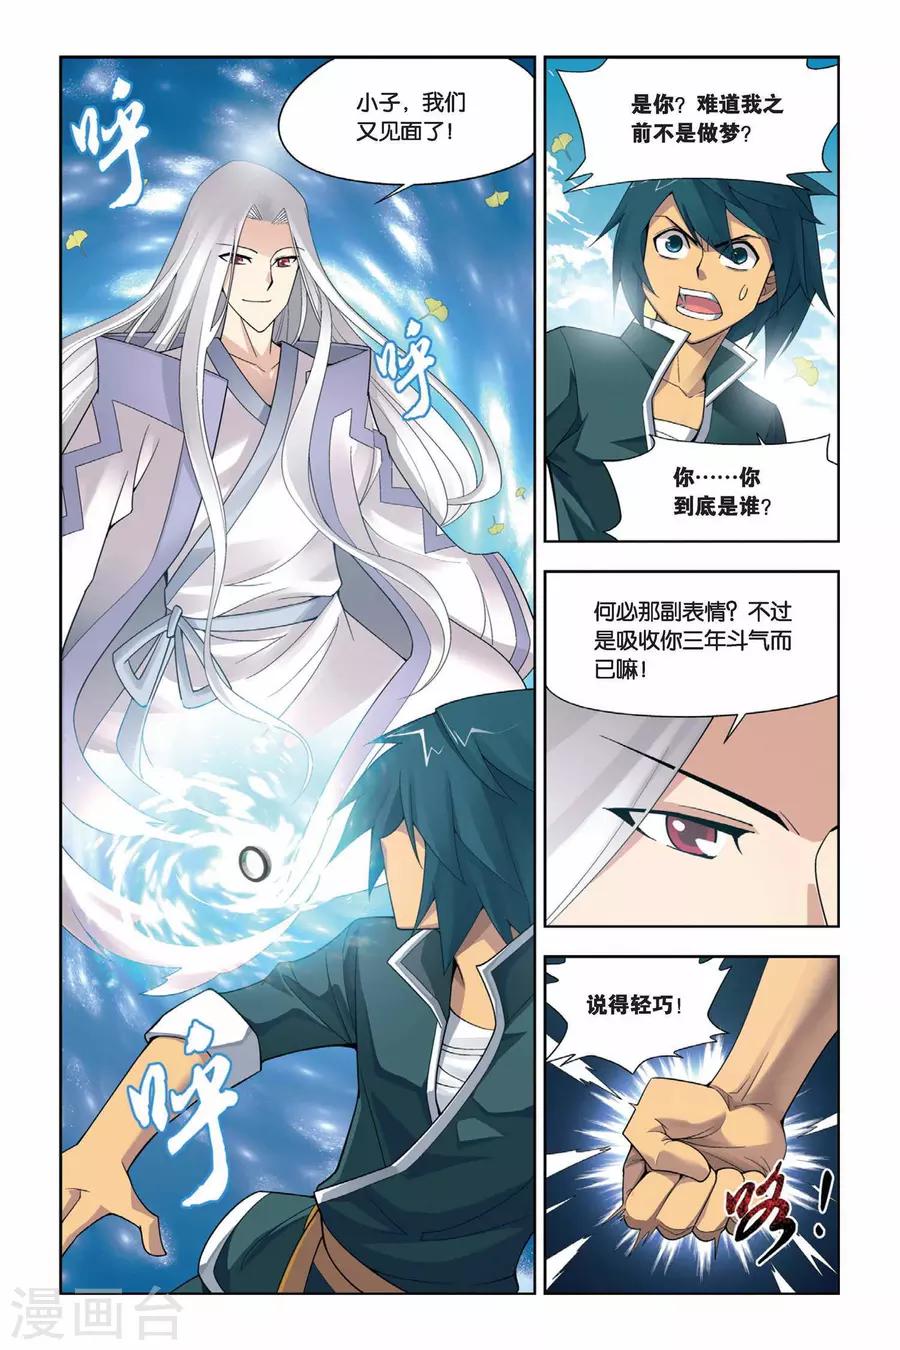 呼
小子，我们
又见面了！
呼
呼
是你？难道我之
前不是做梦？
你……你
到底是谁？
何必那副表情？不过
是吸收你三年斗气而
已嘛！
说得轻巧！
咯！
漫画台